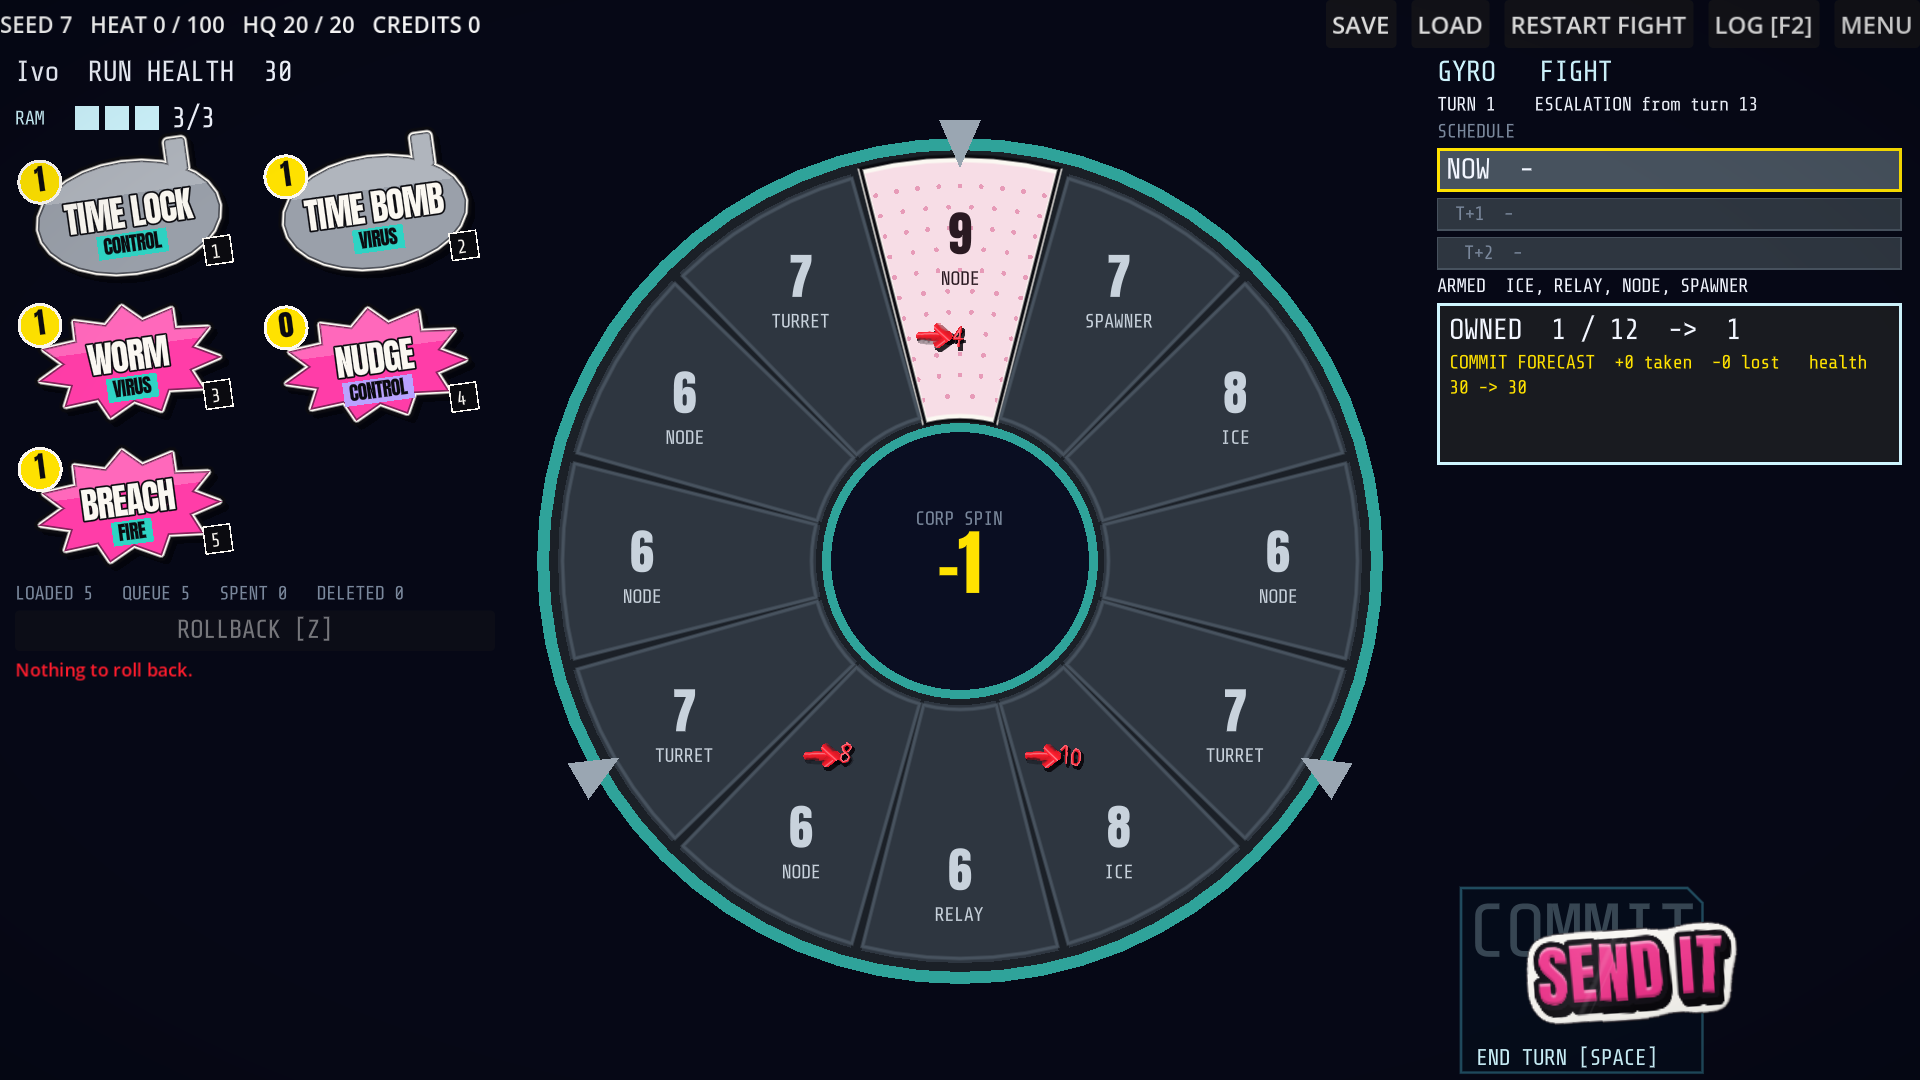 SEED 7 HEAT 0 / 100 HQ 20 / 20 CREDITS 0
SAVE LOAD RESTART FIGHT LOG [F2] MENU
Ivo RUN HEALTH 30
RAM 3/3
1 TIME LOCK CONTROL 1
1 TIME BOMB VIRUS 2
1 WORM VIRUS 3
0 NUDGE CONTROL 4
1 BREACH FIRE 5
LOADED 5 QUEUE 5 SPENT 0 DELETED 0
ROLLBACK [Z]
Nothing to roll back.
9
NODE
4
7
SPAWNER
8
ICE
6
NODE
7
TURRET
10
8
ICE
6
RELAY
8
6
NODE
7
TURRET
6
NODE
6
NODE
7
TURRET
CORP SPIN
-1
GYRO FIGHT
TURN 1 ESCALATION from turn 13
SCHEDULE
NOW -
T+1 -
T+2 -
ARMED ICE, RELAY, NODE, SPAWNER
OWNED 1 / 12 -> 1
COMMIT FORECAST +0 taken -0 lost health
30 -> 30
COMMIT
SEND IT
END TURN [SPACE]